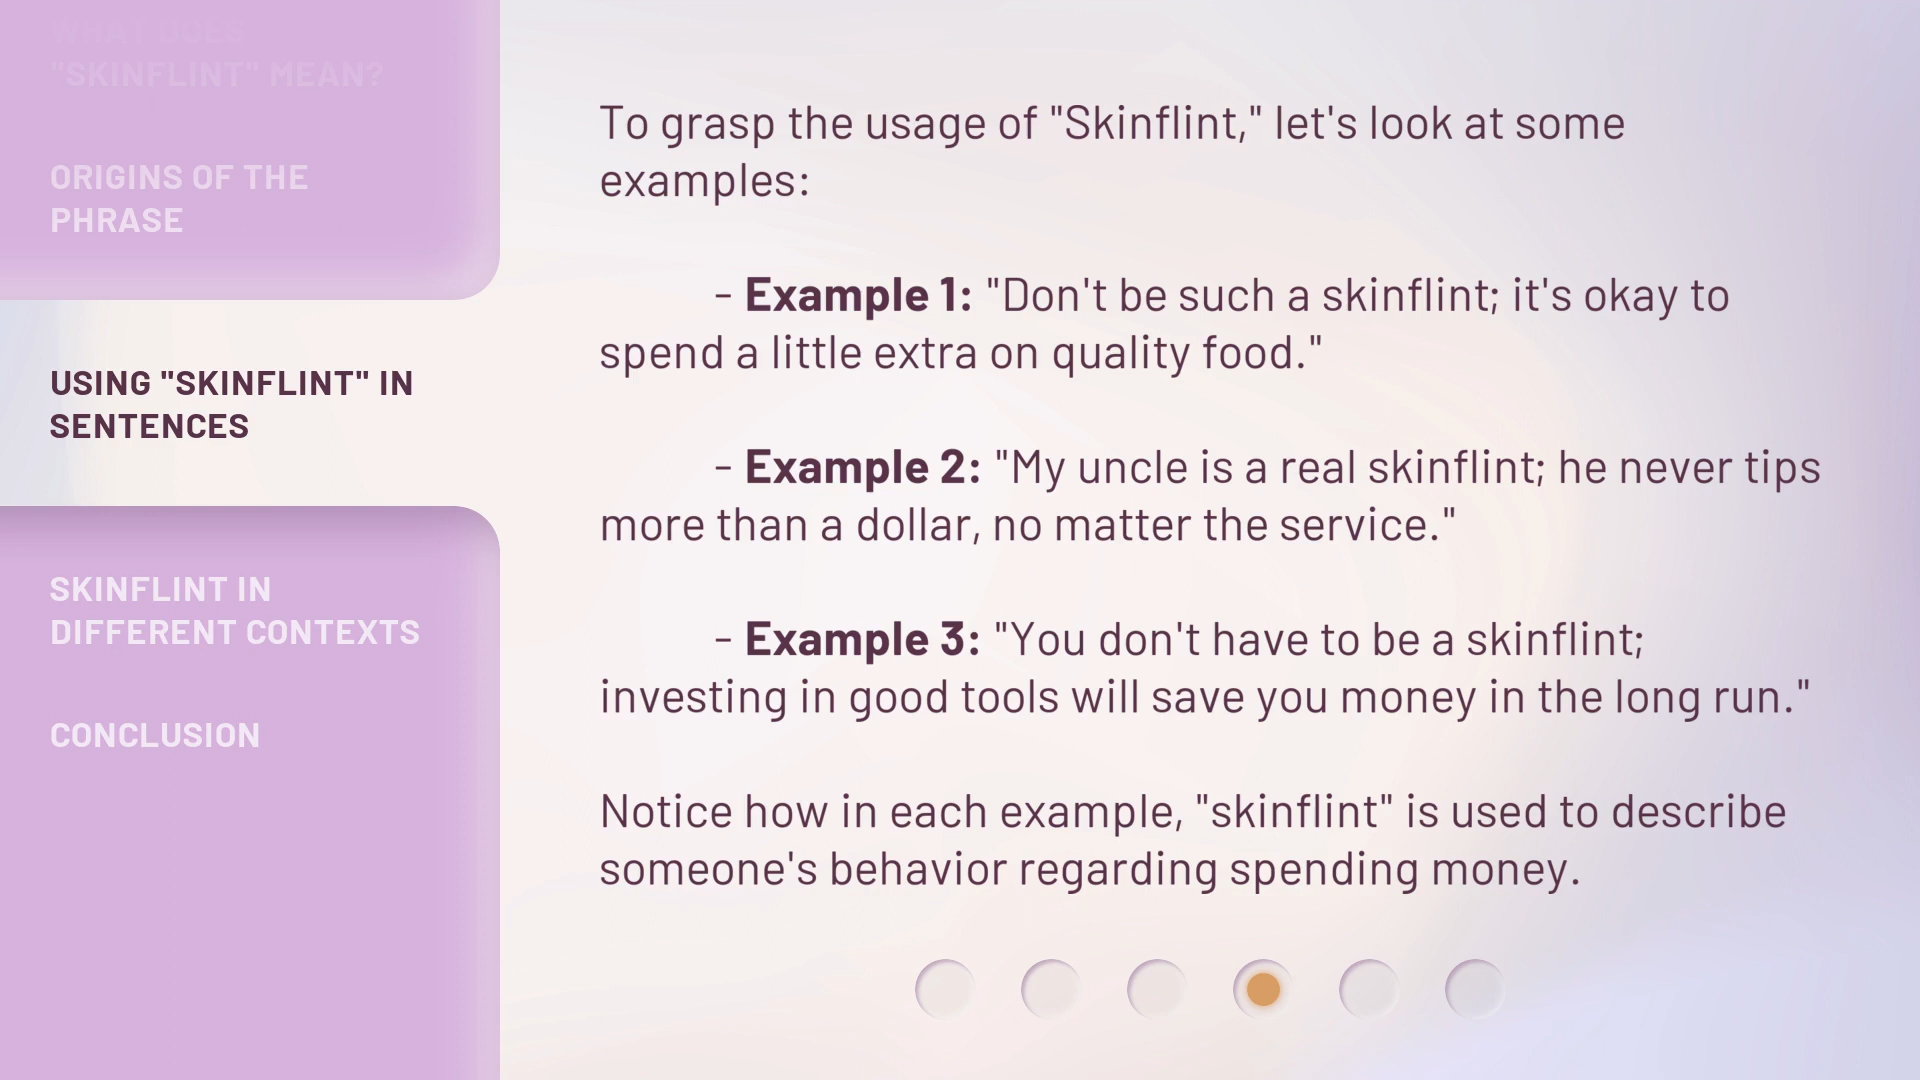 WHAT DOES
"SKINFLINT" MEAN?
ORIGINS OF THE
PHRASE
USING "SKINFLINT" IN
SENTENCES
SKINFLINT IN
DIFFERENT CONTEXTS
CONCLUSION
To grasp the usage of "Skinflint," let's look at some
examples:
- Example 1: "Don't be such a skinflint; it's okay to
spend a little extra on quality food."
- Example 2: "My uncle is a real skinflint; he never tips
more than a dollar, no matter the service."
- Example 3: "You don't have to be a skinflint;
investing in good tools will save you money in the long run."
Notice how in each example, "skinflint" is used to describe
someone's behavior regarding spending money.